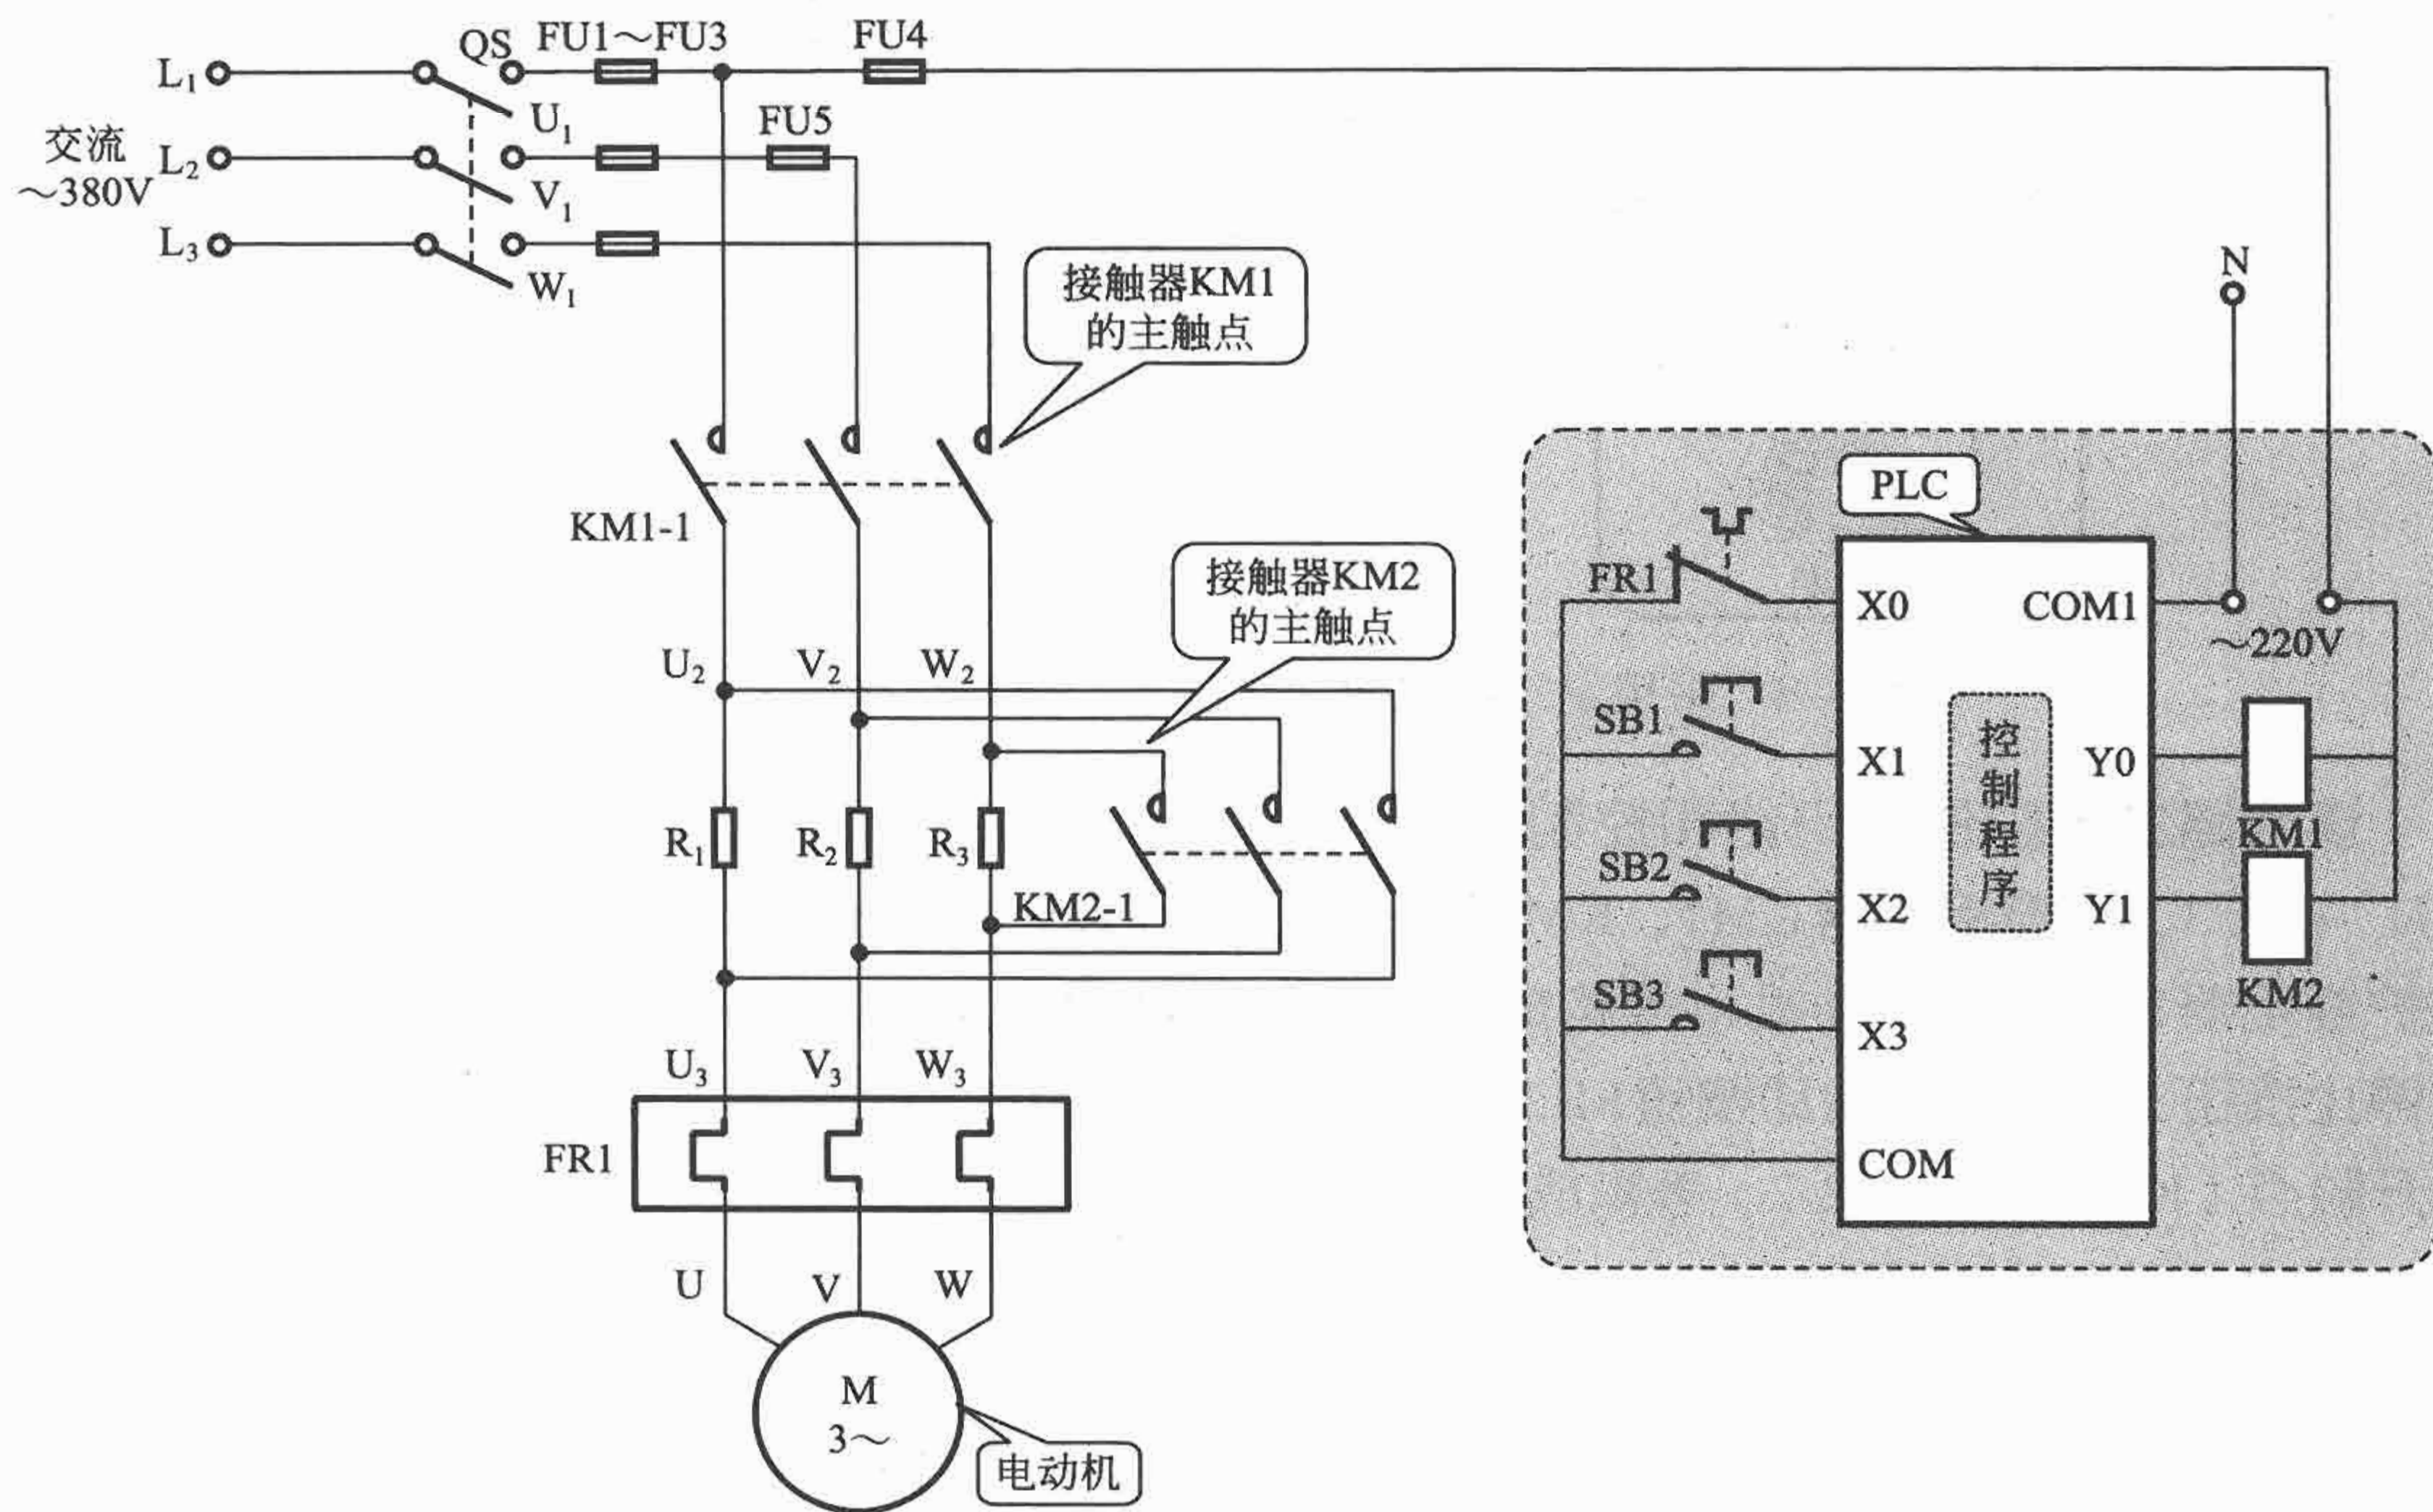 QS
FU1～FU3
FU4
L₁
U₁
FU5
交流
～380V
L₂
V₁
L₃
W₁
接触器KM1
的主触点
N
KM1-1
接触器KM2
的主触点
PLC
FR1
X0
COM1
～220V
U₂
V₂
W₂
SB1
X1
Y0
控制程序
KM1
R₁
R₂
R₃
SB2
X2
Y1
KM2-1
SB3
X3
KM2
U₃
V₃
W₃
FR1
COM
U
V
W
M
3～
电动机